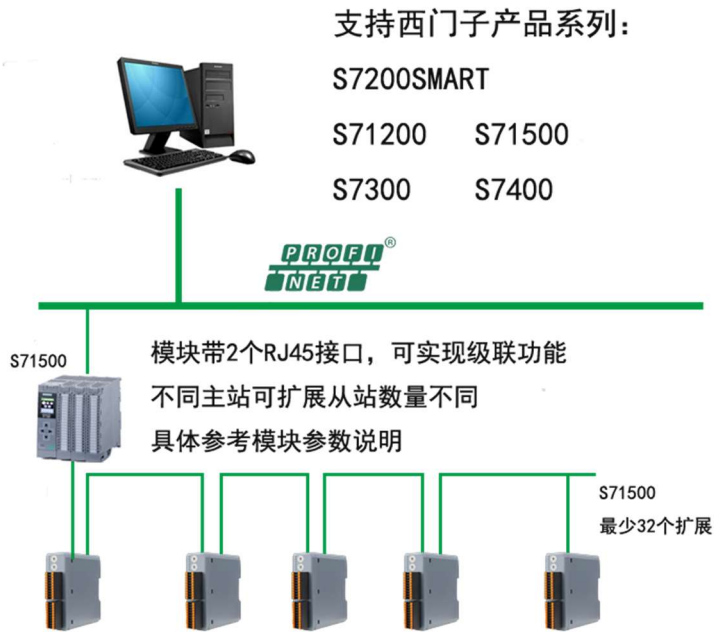 支持西门子产品系列：
S7200SMART
S71200 S71500
S7300 S7400
PROFI®
NET
S71500
模块带2个RJ45接口，可实现级联功能
不同主站可扩展从站数量不同
具体参考模块参数说明
S71500
最少32个扩展